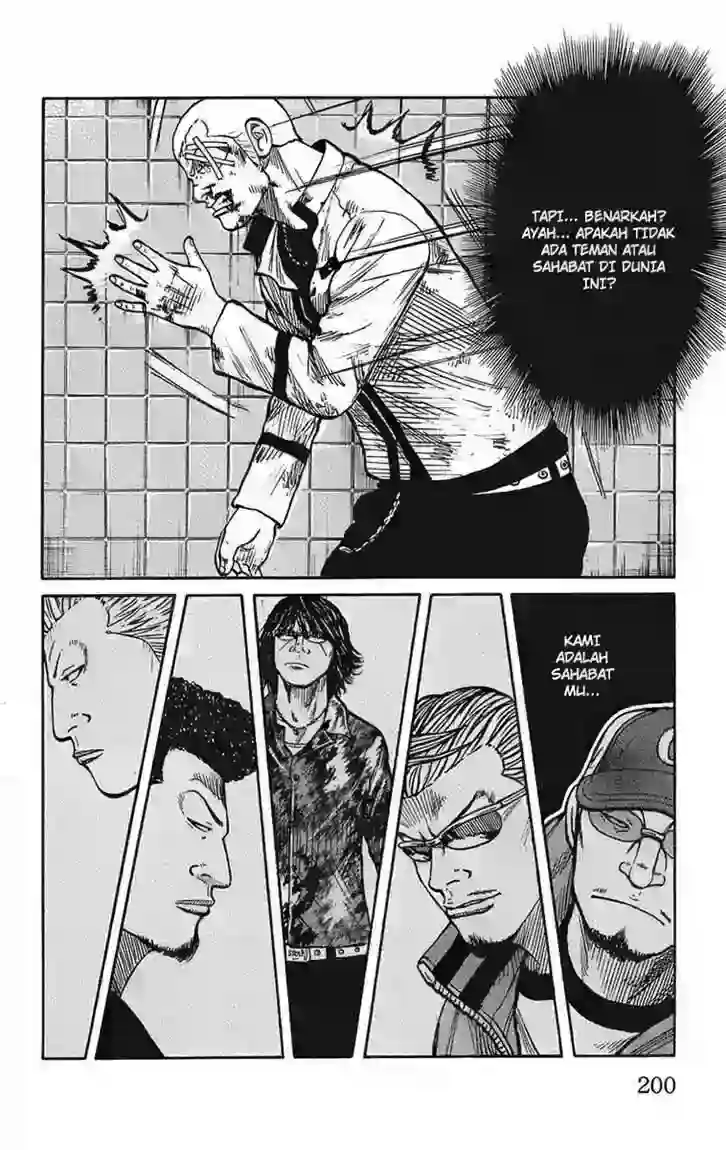 TAPI... BENARKAH?
AYAH... APAKAH TIDAK
ADA TEMAN ATAU
SAHABAT DI DUNIA
INI?
KAMI
ADALAH
SAHABAT
MU...
200